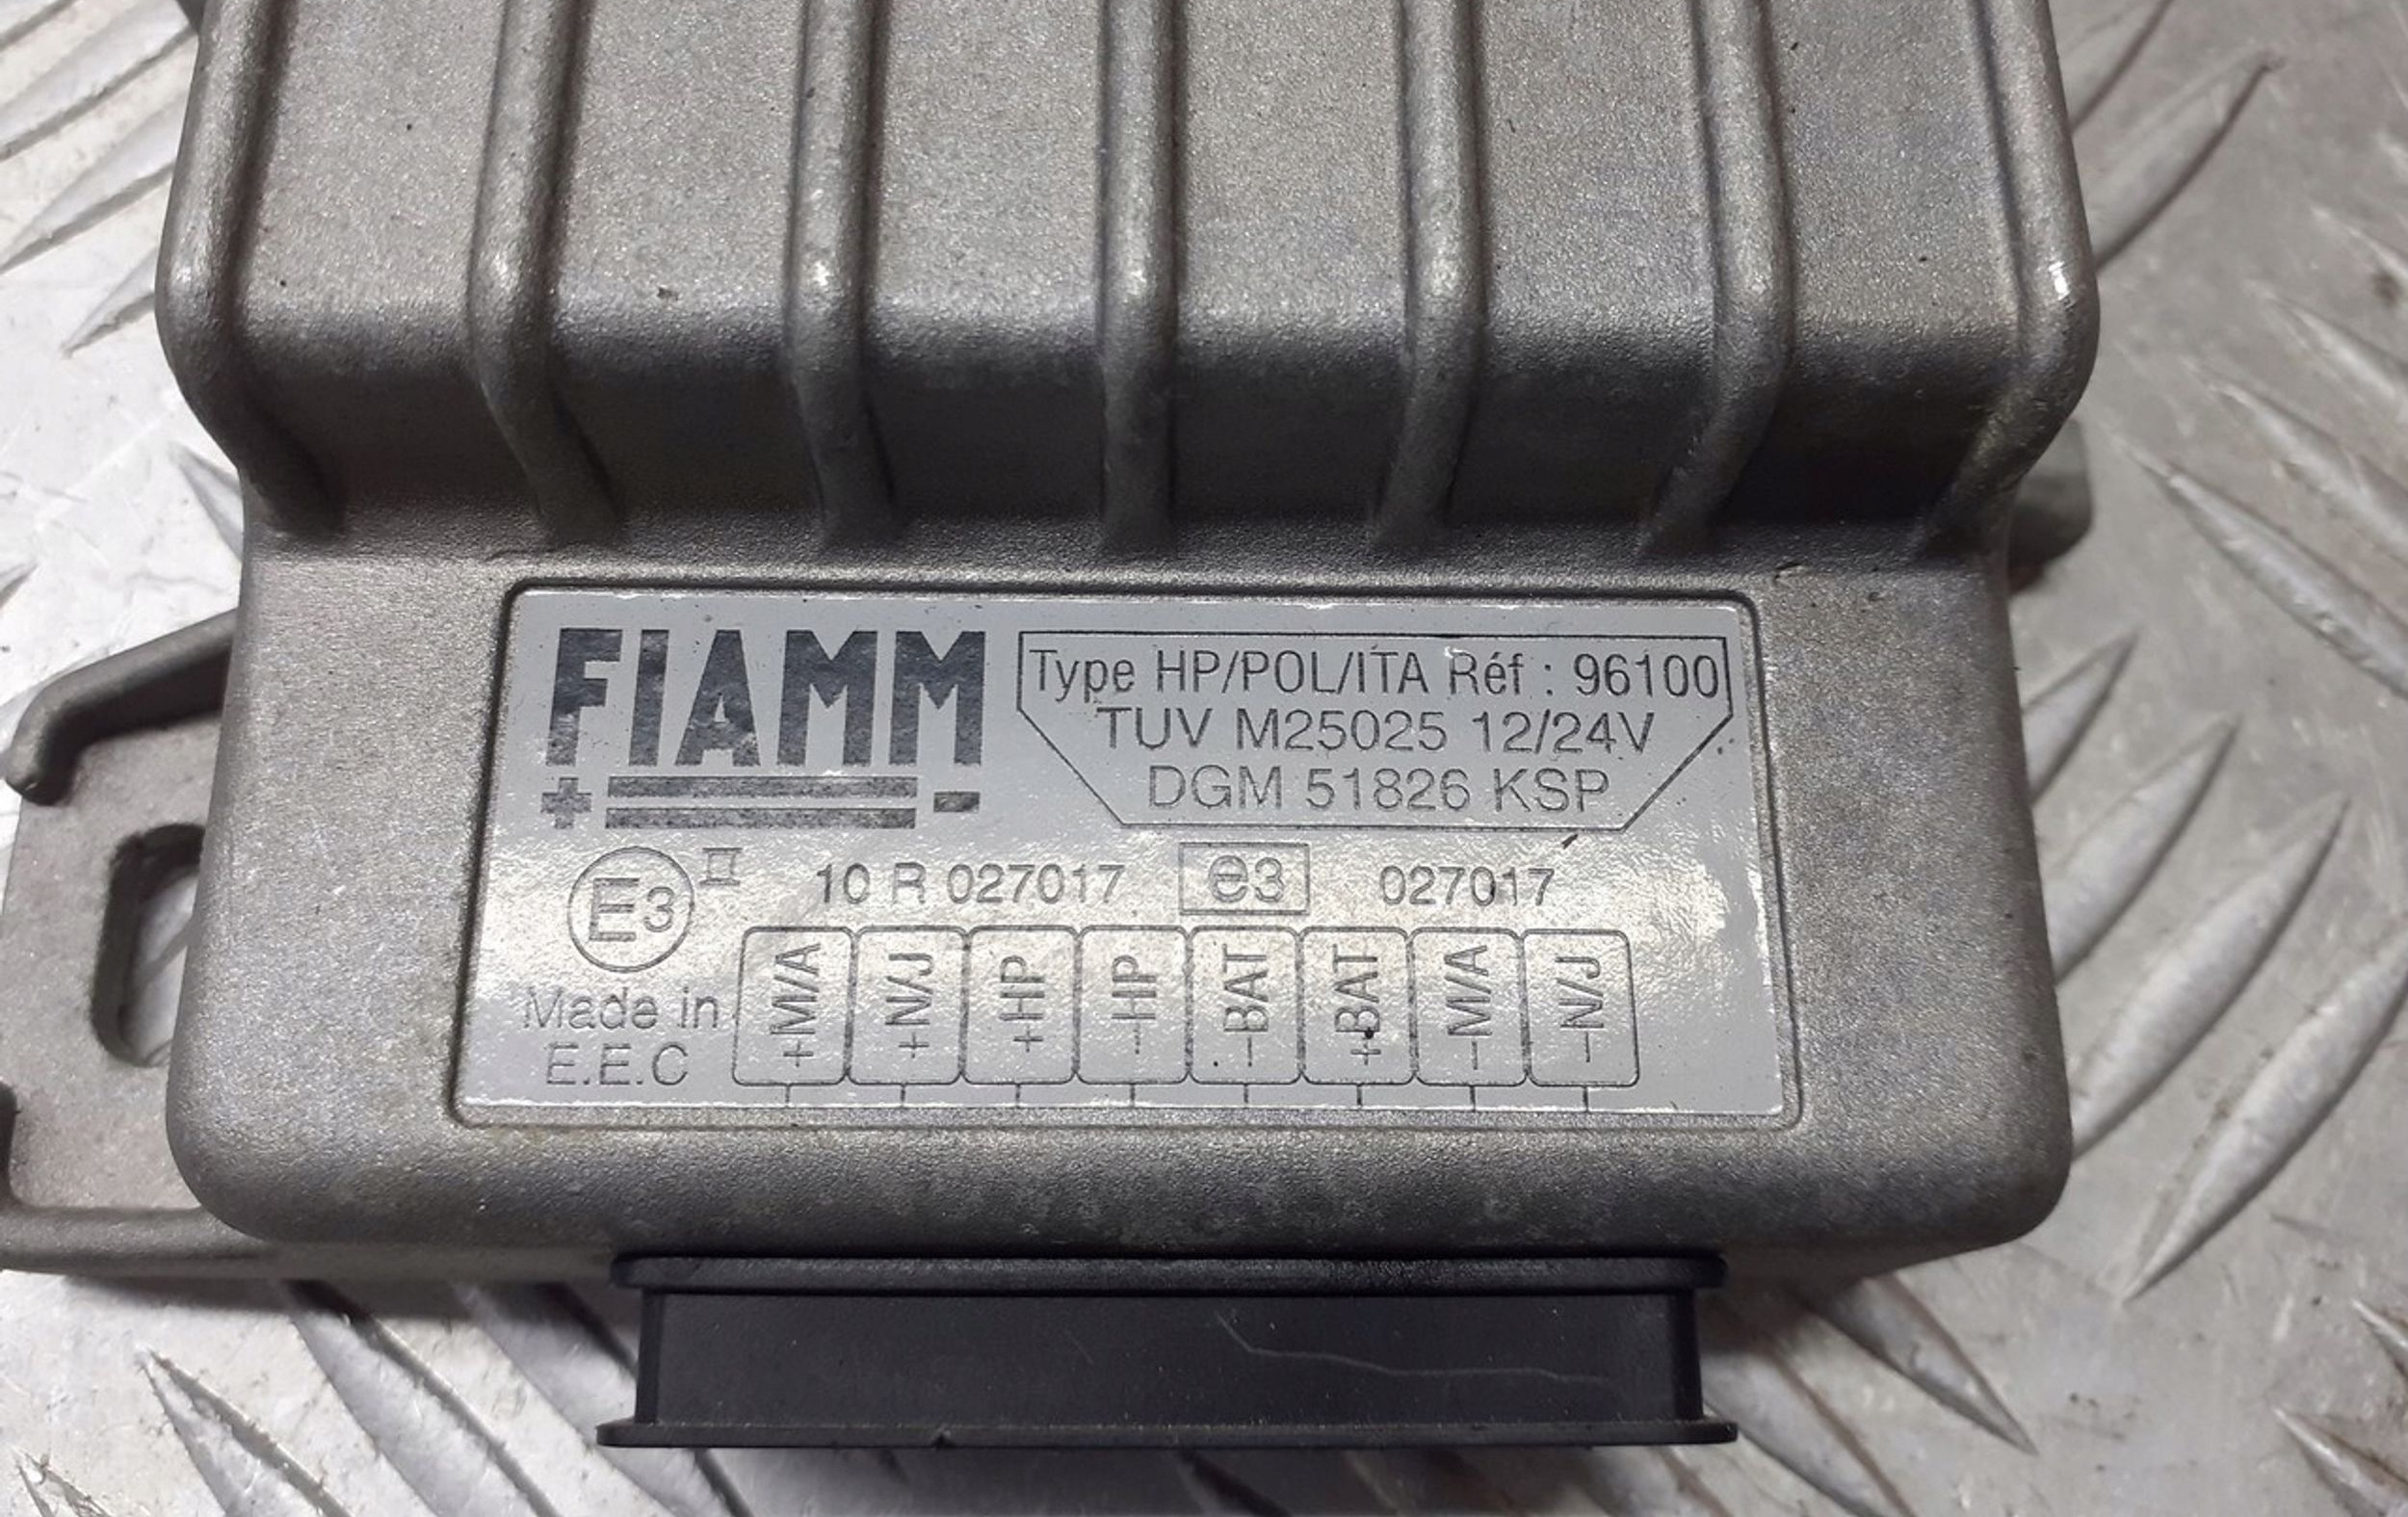 FIAMM
+ -
Type HP/POL/ITA Réf : 96100
TUV M25025 12/24V
DGM 51826 KSP
E3 II 10 R 027017 e3 027017
Made in
E.E.C
+M/A
+N/J
+HP
-HP
-BAT
+BAT
-M/A
-N/J